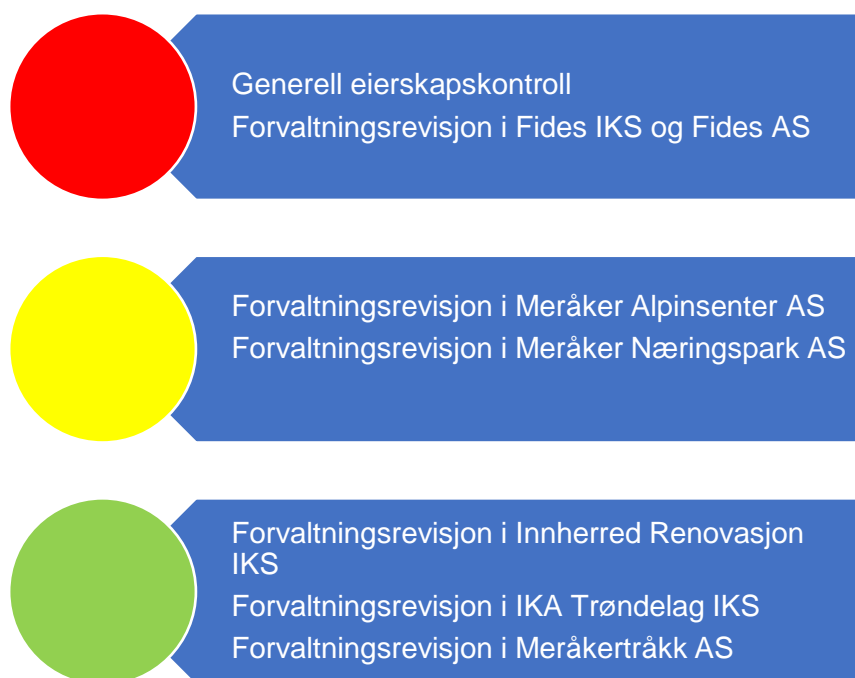 Generell eierskapskontroll
Forvaltningsrevisjon i Fides IKS og Fides AS
Forvaltningsrevisjon i Meråker Alpinsenter AS
Forvaltningsrevisjon i Meråker Næringspark AS
Forvaltningsrevisjon i Innherred Renovasjon
IKS
Forvaltningsrevisjon i IKA Trøndelag IKS
Forvaltningsrevisjon i Meråkertråkk AS